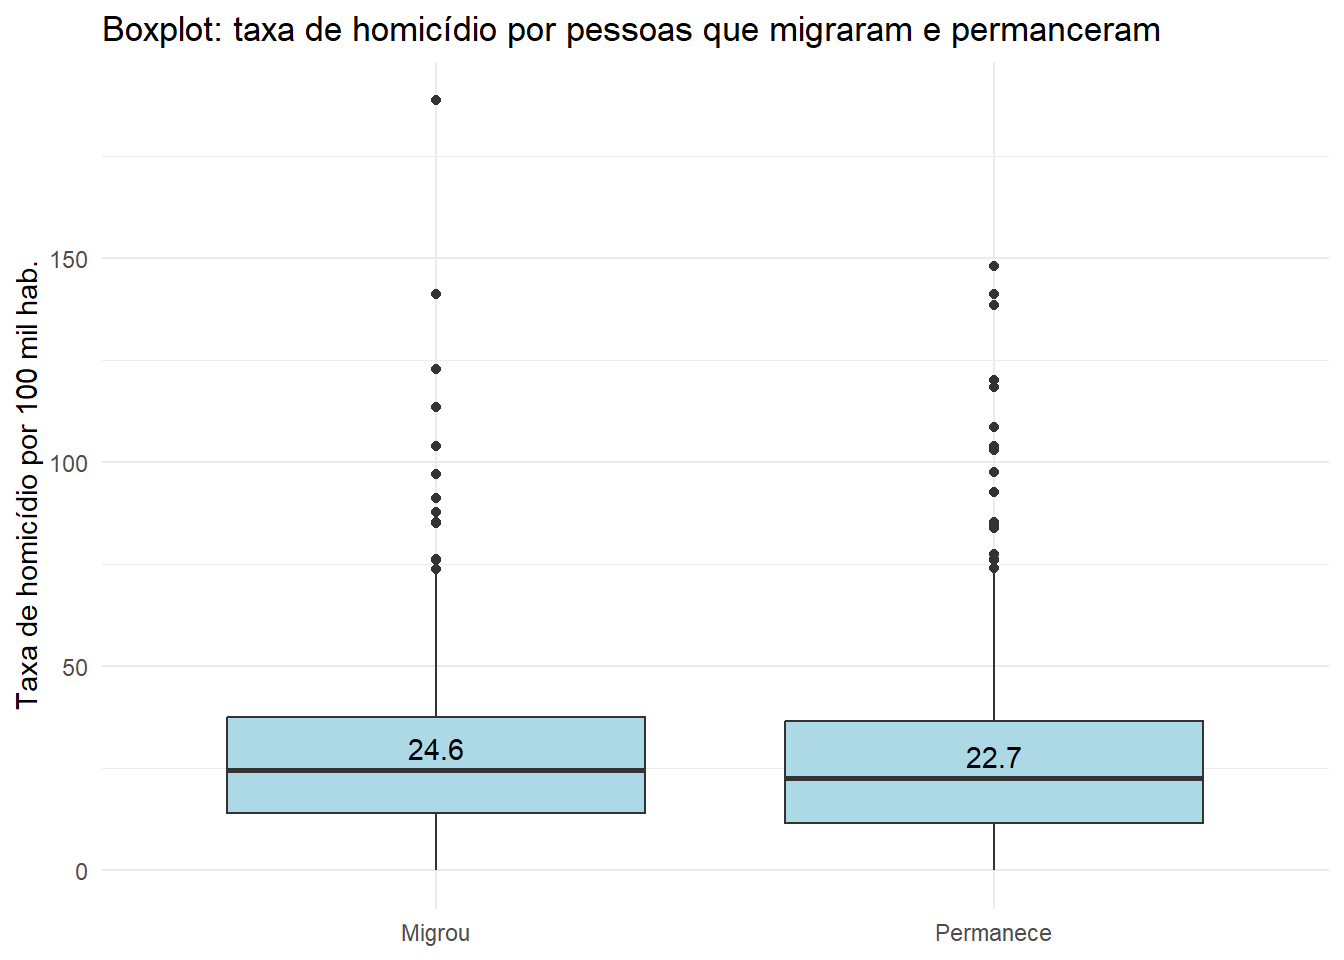 Boxplot: taxa de homicídio por pessoas que migraram e permanceram
Taxa de homicídio por 100 mil hab.
150
100
50
0
24.6
22.7
Migrou
Permanece